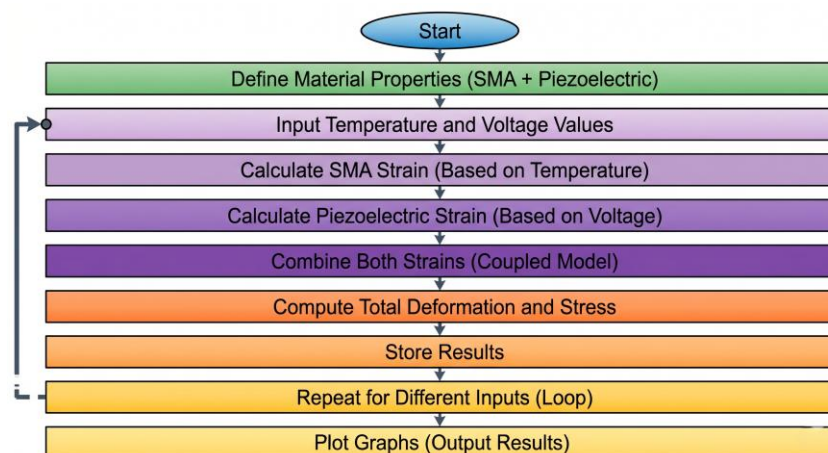 Start
Define Material Properties (SMA + Piezoelectric)
Input Temperature and Voltage Values
Calculate SMA Strain (Based on Temperature)
Calculate Piezoelectric Strain (Based on Voltage)
Combine Both Strains (Coupled Model)
Compute Total Deformation and Stress
Store Results
Repeat for Different Inputs (Loop)
Plot Graphs (Output Results)